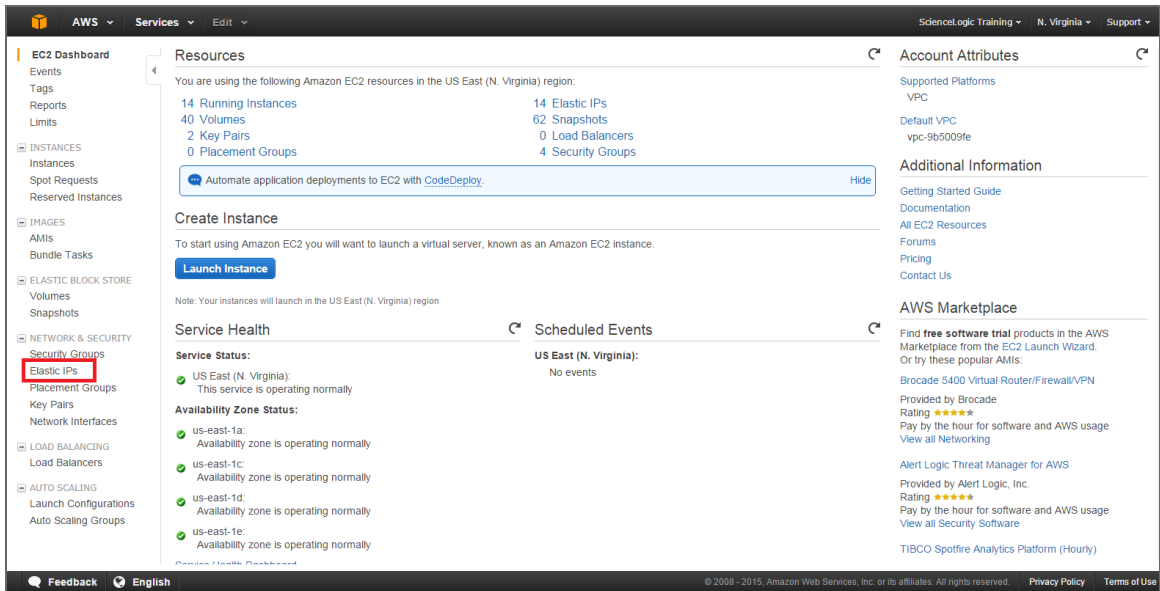 AWS Services Edit ScienceLogic Training N. Virginia Support
EC2 Dashboard
Events
Tags
Reports
Limits
INSTANCES
Instances
Spot Requests
Reserved Instances
IMAGES
AMIs
Bundle Tasks
ELASTIC BLOCK STORE
Volumes
Snapshots
NETWORK & SECURITY
Security Groups
Elastic IPs
Placement Groups
Key Pairs
Network Interfaces
LOAD BALANCING
Load Balancers
AUTO SCALING
Launch Configurations
Auto Scaling Groups
Resources
You are using the following Amazon EC2 resources in the US East (N. Virginia) region:
14 Running Instances 14 Elastic IPs
40 Volumes 62 Snapshots
2 Key Pairs 0 Load Balancers
0 Placement Groups 4 Security Groups
Automate application deployments to EC2 with CodeDeploy. Hide
Create Instance
To start using Amazon EC2 you will want to launch a virtual server, known as an Amazon EC2 instance.
Launch Instance
Note: Your instances will launch in the US East (N. Virginia) region
Service Health
Service Status:
US East (N. Virginia):
This service is operating normally
Availability Zone Status:
us-east-1a:
Availability zone is operating normally
us-east-1c:
Availability zone is operating normally
us-east-1d:
Availability zone is operating normally
us-east-1e:
Availability zone is operating normally
Service Health Dashboard
Scheduled Events
US East (N. Virginia):
No events
Account Attributes
Supported Platforms
VPC
Default VPC
vpc-9b5009fe
Additional Information
Getting Started Guide
Documentation
All EC2 Resources
Forums
Pricing
Contact Us
AWS Marketplace
Find free software trial products in the AWS
Marketplace from the EC2 Launch Wizard.
Or try these popular AMIs:
Brocade 5400 Virtual Router/Firewall/VPN
Provided by Brocade
Rating
Pay by the hour for software and AWS usage
View all Networking
Alert Logic Threat Manager for AWS
Provided by Alert Logic, Inc.
Rating
Pay by the hour for software and AWS usage
View all Security Software
TIBCO Spotfire Analytics Platform (Hourly)
Feedback English © 2008 - 2015, Amazon Web Services, Inc. or its affiliates. All rights reserved. Privacy Policy Terms of Use